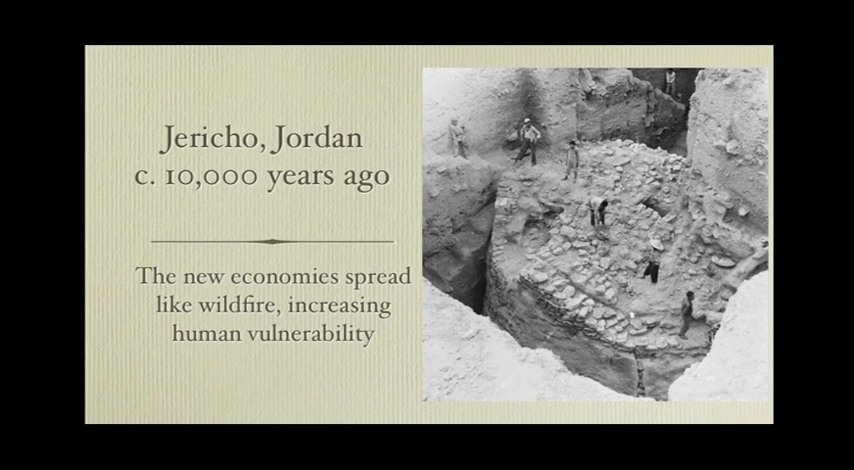 Jericho, Jordan
c. 10,000 years ago
The new economies spread
like wildfire, increasing
human vulnerability